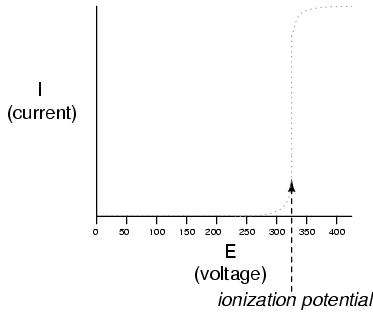 I
(current)
0 50 100 150 200 250 300 350 400
E
(voltage)
ionization potential